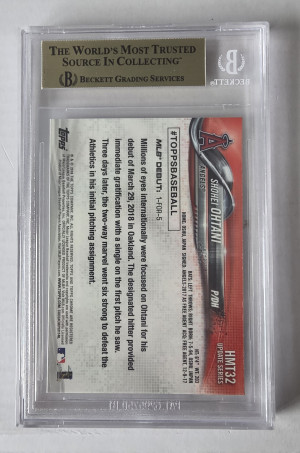 THE WORLD'S MOST TRUSTED
SOURCE IN COLLECTING™
BECKETT GRADING SERVICES
BECKETT
HMT32
UPDATE SERIES
SHOHEI OHTANI
P/DH
ANGELS
#TOPPSBASEBALL
MLB® DEBUT: 1-FOR-5
Millions of eyes internationally were focused on Ohtani for his
debut of March 29, 2018 in Oakland. The designated hitter provided
immediate gratification with a single on the first pitch he saw.
Three days later, the two-way marvel went six strong to defeat the
Athletics in his initial pitching assignment.
TOPPS